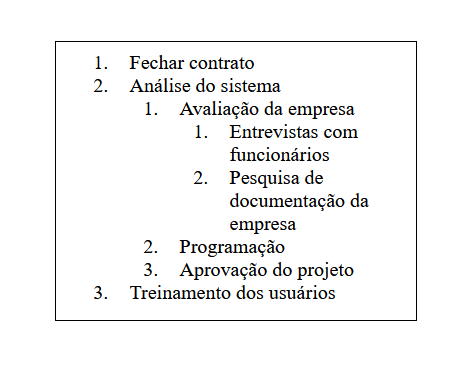 1. Fechar contrato
2. Análise do sistema
1. Avaliação da empresa
1. Entrevistas com
funcionários
2. Pesquisa de
documentação da
empresa
2. Programação
3. Aprovação do projeto
3. Treinamento dos usuários